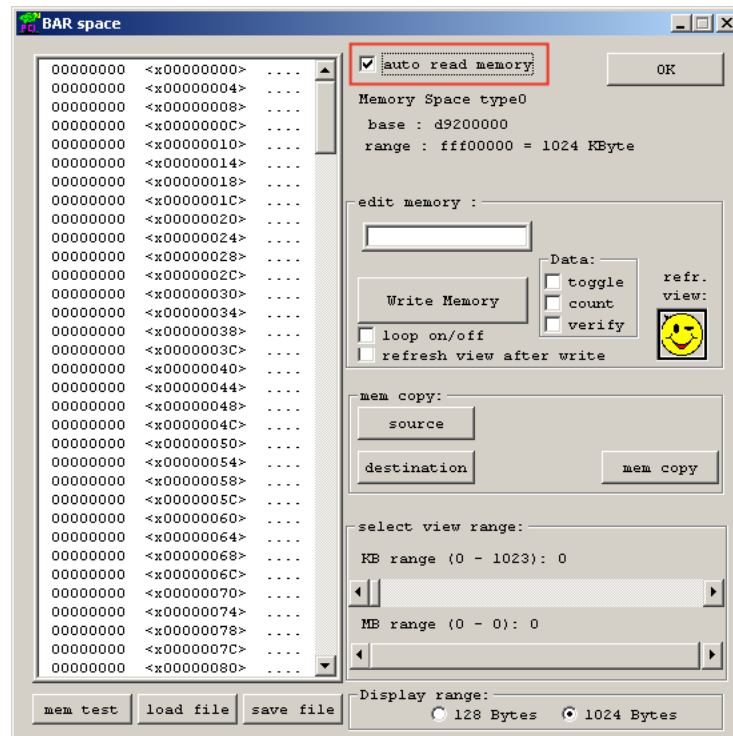 BAR space
00000000 <x00000000> ....
00000000 <x00000004> ....
00000000 <x00000008> ....
00000000 <x0000000C> ....
00000000 <x00000010> ....
00000000 <x00000014> ....
00000000 <x00000018> ....
00000000 <x0000001C> ....
00000000 <x00000020> ....
00000000 <x00000024> ....
00000000 <x00000028> ....
00000000 <x0000002C> ....
00000000 <x00000030> ....
00000000 <x00000034> ....
00000000 <x00000038> ....
00000000 <x0000003C> ....
00000000 <x00000040> ....
00000000 <x00000044> ....
00000000 <x00000048> ....
00000000 <x0000004C> ....
00000000 <x00000050> ....
00000000 <x00000054> ....
00000000 <x00000058> ....
00000000 <x0000005C> ....
00000000 <x00000060> ....
00000000 <x00000064> ....
00000000 <x00000068> ....
00000000 <x0000006C> ....
00000000 <x00000070> ....
00000000 <x00000074> ....
00000000 <x00000078> ....
00000000 <x0000007C> ....
00000000 <x00000080> ....
mem test load file save file
auto read memory
OK
Memory Space type0
base : d9200000
range : fff00000 = 1024 KByte
edit memory :
Data:
toggle
count
verify
refr.
view:
Write Memory
loop on/off
refresh view after write
mem copy:
source
destination
mem copy
select view range:
KB range (0 - 1023): 0
MB range (0 - 0): 0
Display range:
128 Bytes 1024 Bytes